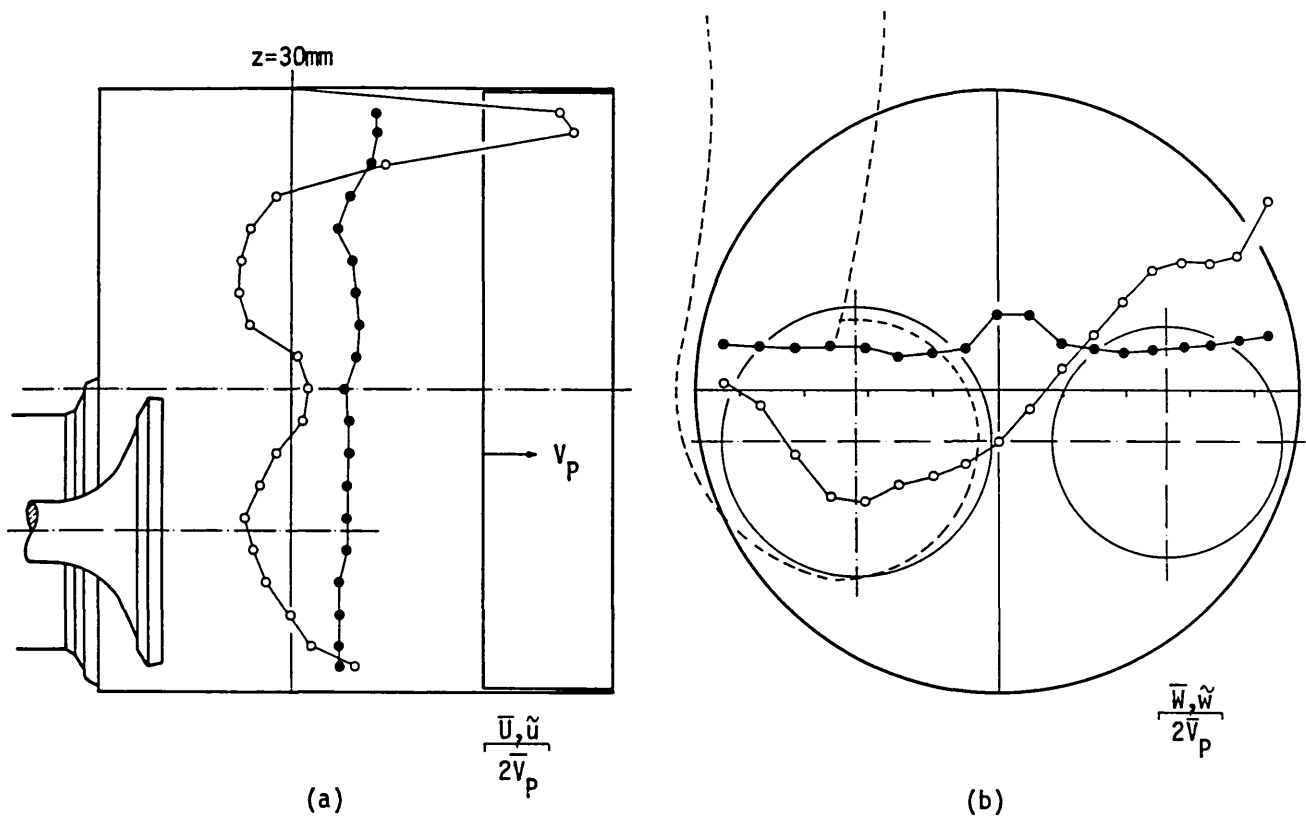 z=30mm
V_p
Ū, ũ
2V̄_p
(a)
W̄, w̃
2V̄_p
(b)